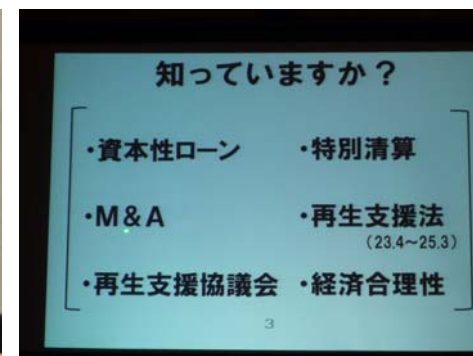 知っていますか？
・資本性ローン ・特別清算
・M&A ・再生支援法
（23.4～25.3）
・再生支援協議会 ・経済合理性
3